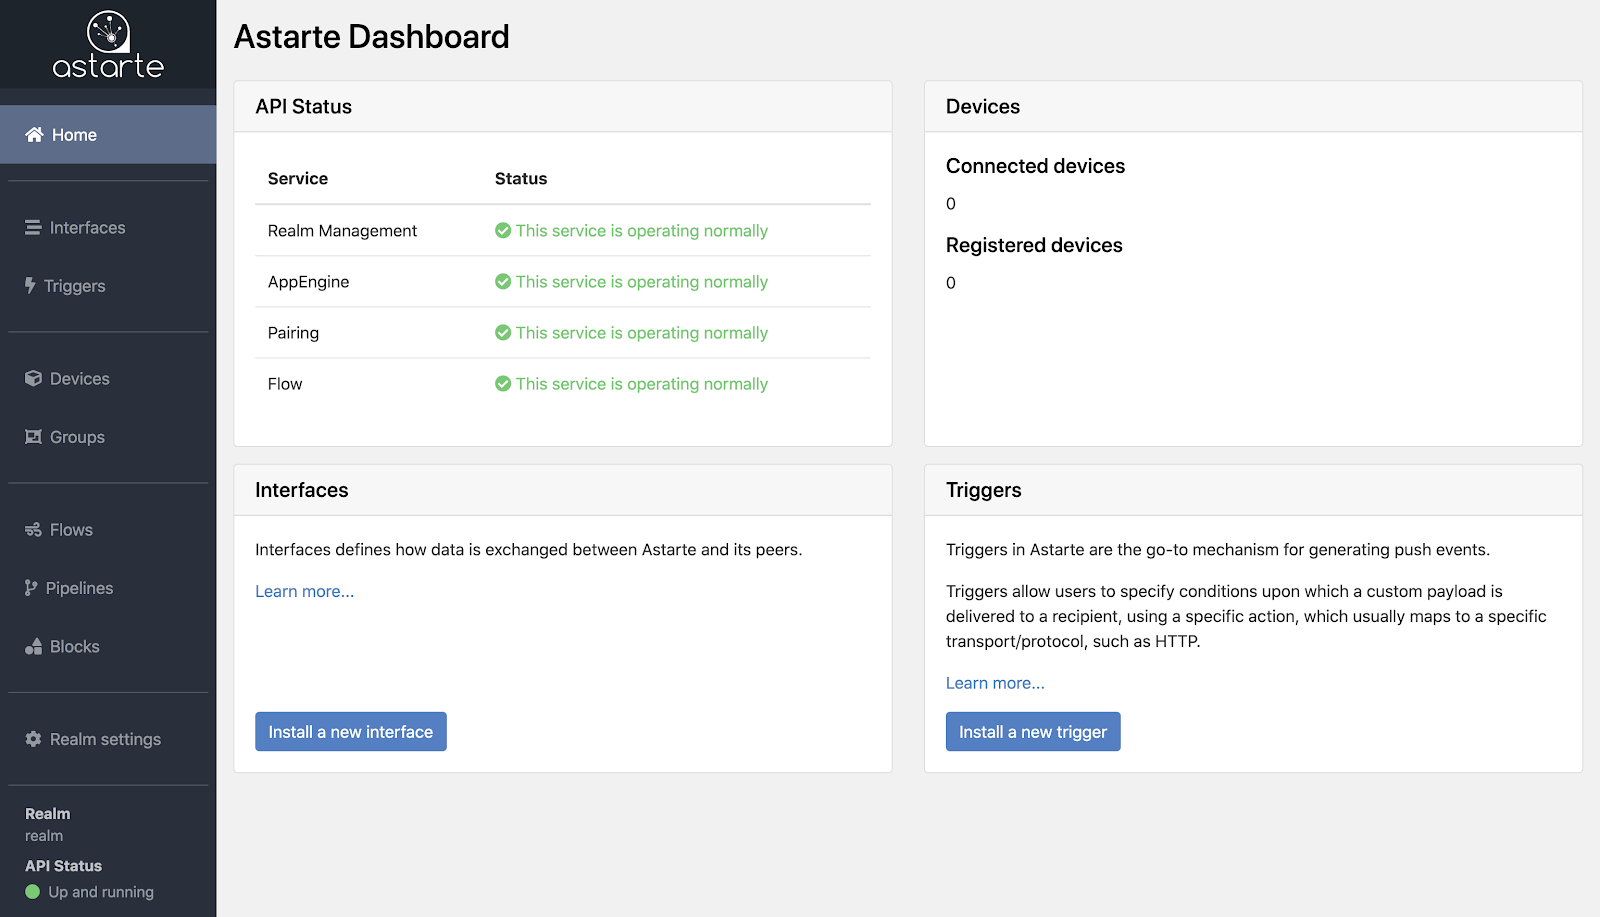 astarte
Home
Interfaces
Triggers
Devices
Groups
Flows
Pipelines
Blocks
Realm settings
Realm
realm
API Status
Up and running
Astarte Dashboard
API Status
Service Status
Realm Management This service is operating normally
AppEngine This service is operating normally
Pairing This service is operating normally
Flow This service is operating normally
Devices
Connected devices
0
Registered devices
0
Interfaces
Interfaces defines how data is exchanged between Astarte and its peers.
Learn more...
Install a new interface
Triggers
Triggers in Astarte are the go-to mechanism for generating push events.
Triggers allow users to specify conditions upon which a custom payload is
delivered to a recipient, using a specific action, which usually maps to a specific
transport/protocol, such as HTTP.
Learn more...
Install a new trigger